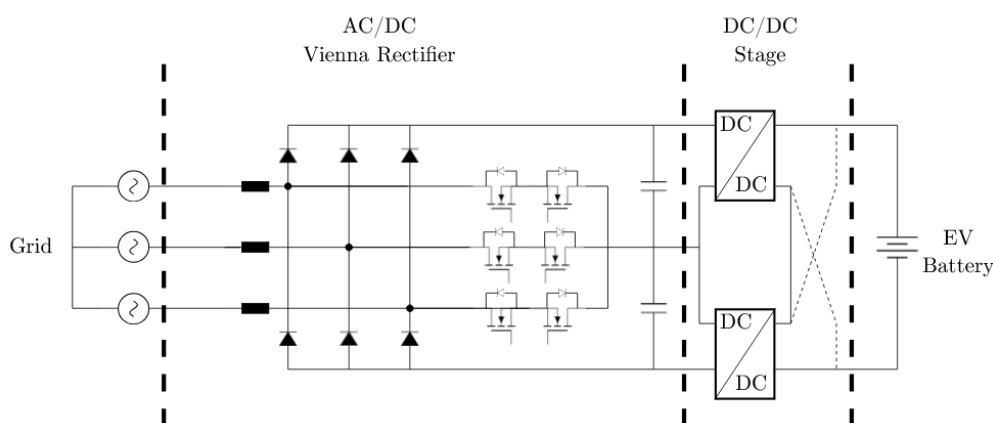 AC/DC
Vienna Rectifier
DC/DC
Stage
DC
DC
Grid
EV
Battery
DC
DC